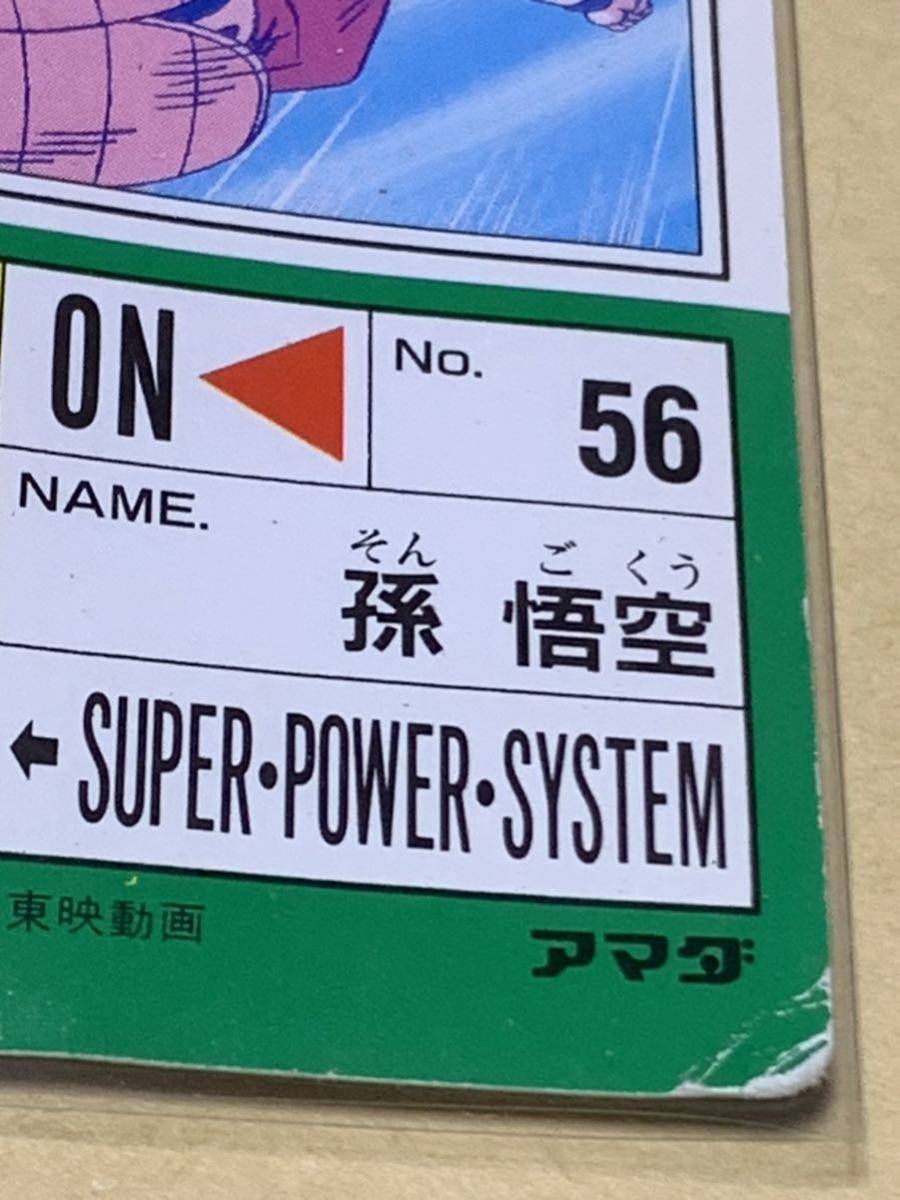 ON
No.
56
NAME.
そん ご くう
孫 悟空
SUPER・POWER・SYSTEM
東映動画
アマダ